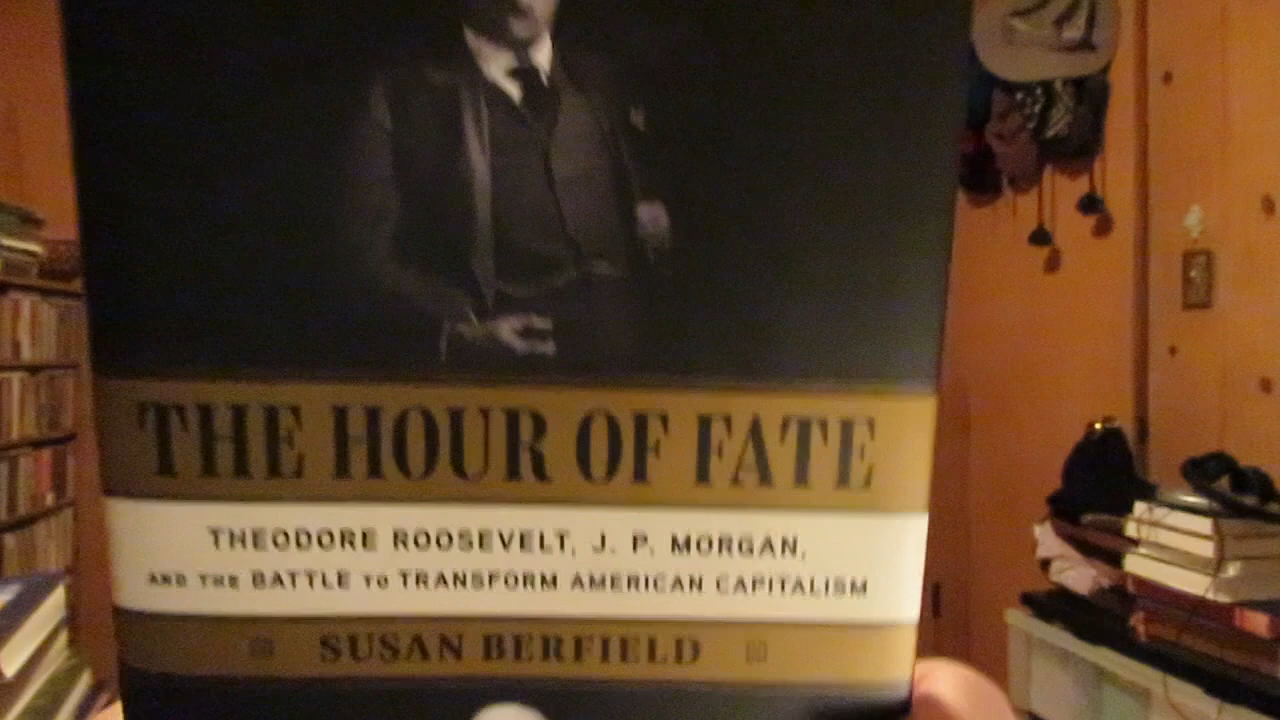 THE HOUR OF FATE
THEODORE ROOSEVELT, J. P. MORGAN,
AND THE BATTLE TO TRANSFORM AMERICAN CAPITALISM
SUSAN BERFIELD